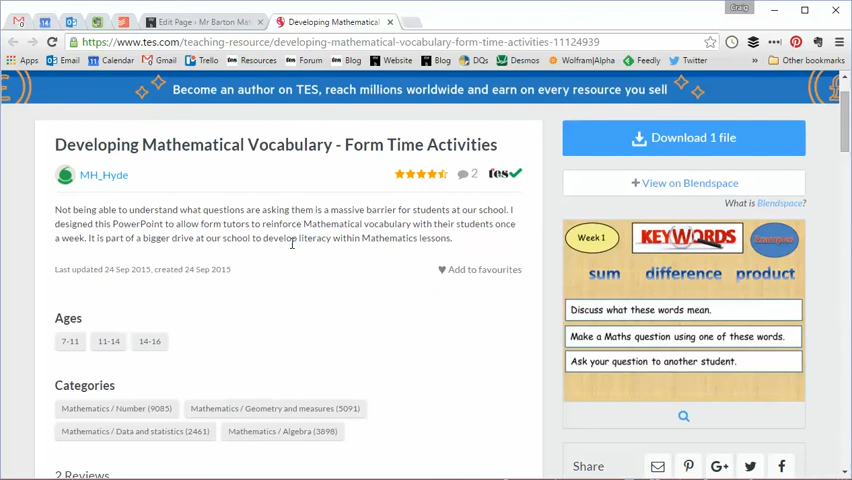 Craig
Edit Page ‹ Mr Barton Mat
Developing Mathematical
https://www.tes.com/teaching-resource/developing-mathematical-vocabulary-form-time-activities-11124939
Apps Email Calendar Gmail Trello Resources Forum Blog Website Blog DQs Desmos Wolfram|Alpha Feedly Twitter » Other bookmarks
Become an author on TES, reach millions worldwide and earn on every resource you sell
Developing Mathematical Vocabulary - Form Time Activities
MH_Hyde
2 tes
Not being able to understand what questions are asking them is a massive barrier for students at our school. I
designed this PowerPoint to allow form tutors to reinforce Mathematical vocabulary with their students once
a week. It is part of a bigger drive at our school to develop literacy within Mathematics lessons.
Last updated 24 Sep 2015, created 24 Sep 2015
Add to favourites
Ages
7-11 11-14 14-16
Categories
Mathematics / Number (9085) Mathematics / Geometry and measures (5091)
Mathematics / Data and statistics (2461) Mathematics / Algebra (3898)
2 Reviews
Download 1 file
+ View on Blendspace
What is Blendspace?
Week 1 KEYWORDS Examples
sum difference product
Discuss what these words mean.
Make a Maths question using one of these words.
Ask your question to another student.
Share